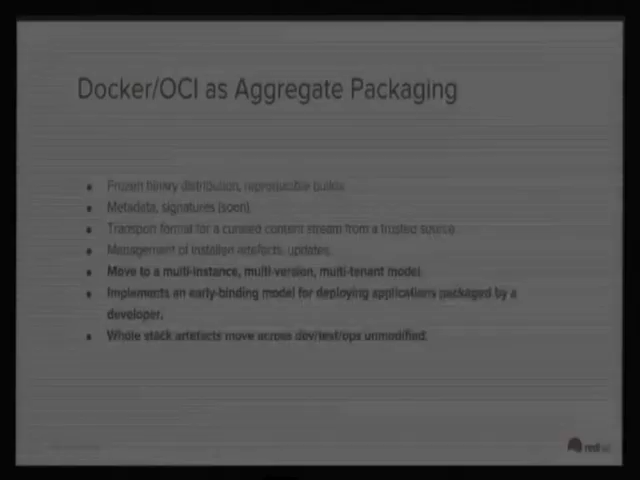 Docker/OCI as Aggregate Packaging
● Frozen binary distribution, reproducible builds.
● Metadata, signatures (soon).
● Transport format for a curated content stream from a trusted source.
● Management of installed artefacts, updates.
● Move to a multi-instance, multi-version, multi-tenant model.
● Implements an early-binding model for deploying applications packaged by a
developer.
● Whole stack artefacts move across dev/test/ops unmodified.
red